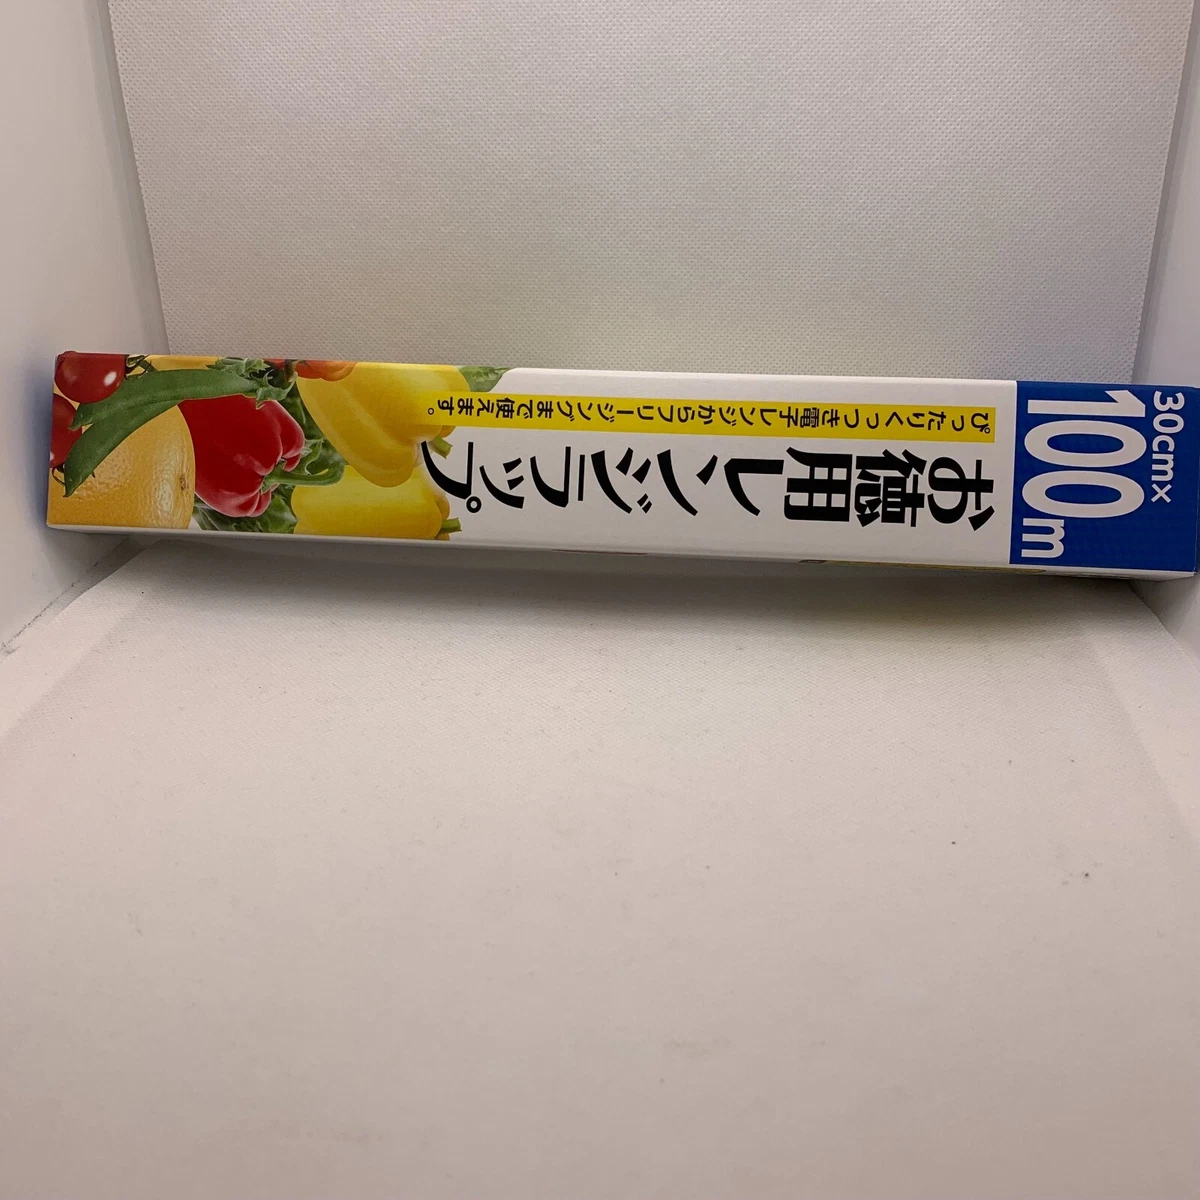 30cm×
100m
お徳用レンジラップ
ぴったりくっつき電子レンジからフリージングまで使えます。